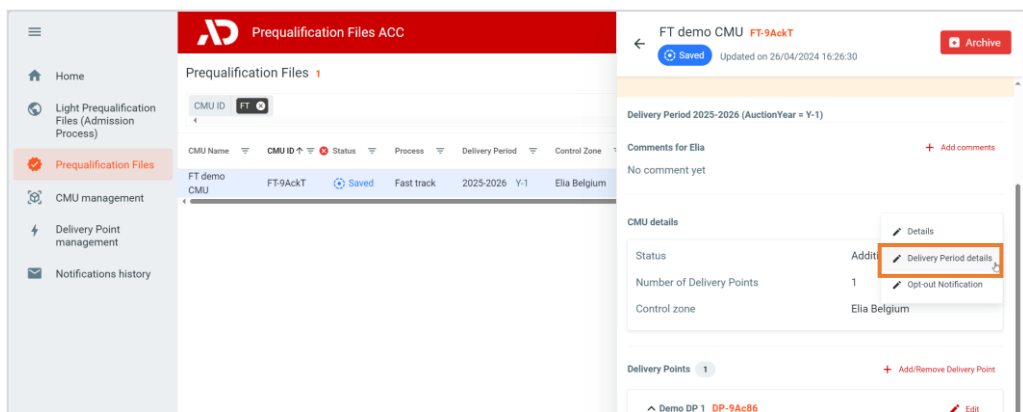 Home
Light Prequalification
Files (Admission
Process)
Prequalification Files
CMU management
Delivery Point
management
Notifications history
Prequalification Files ACC
Prequalification Files 1
CMU ID FT
CMU Name CMU ID Status Process Delivery Period Control Zone
FT demo
CMU
FT-9AckT Saved Fast track 2025-2026 Y-1 Elia Belgium
FT demo CMU FT-9AckT
Archive
Saved Updated on 26/04/2024 16:26:30
Delivery Period 2025-2026 (AuctionYear = Y-1)
Comments for Elia Add comments
No comment yet
CMU details
Details
Delivery Period details
Opt-out Notification
Status Additi
Number of Delivery Points 1
Control zone Elia Belgium
Delivery Points 1 Add/Remove Delivery Point
Demo DP 1 DP-9Ac86 Edit